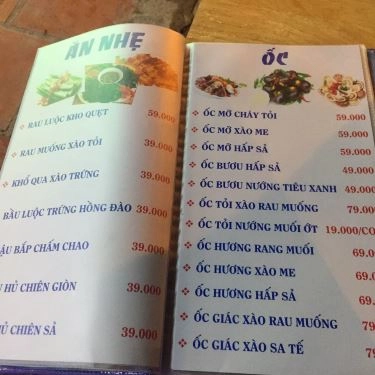 ĂN NHẸ
RAU LUỘC KHO QUẸT 59.000
RAU MUỐNG XÀO TỎI 39.000
KHỔ QUA XÀO TRỨNG 39.000
BẦU LUỘC TRỨNG HỒNG ĐÀO 39.000
BẮP CHẤM CHAO 39.000
HỦ CHIÊN GIÒN 39.000
CHIÊN SẢ 39.000
ỐC
ỐC MỠ CHÁY TỎI 59.000
ỐC MỠ XÀO ME 59.000
ỐC MỠ HẤP SẢ 59.000
ỐC BƯƠU HẤP SẢ 49.000
ỐC BƯƠU NƯỚNG TIÊU XANH 49.000
ỐC TỎI XÀO RAU MUỐNG 79.000
ỐC TỎI NƯỚNG MUỐI ỚT 19.000/CO
ỐC HƯƠNG RANG MUỐI 69.0
ỐC HƯƠNG XÀO ME 69.
ỐC HƯƠNG HẤP SẢ 69.
ỐC GIÁC XÀO RAU MUỐNG 79
ỐC GIÁC XÀO SA TẾ 79